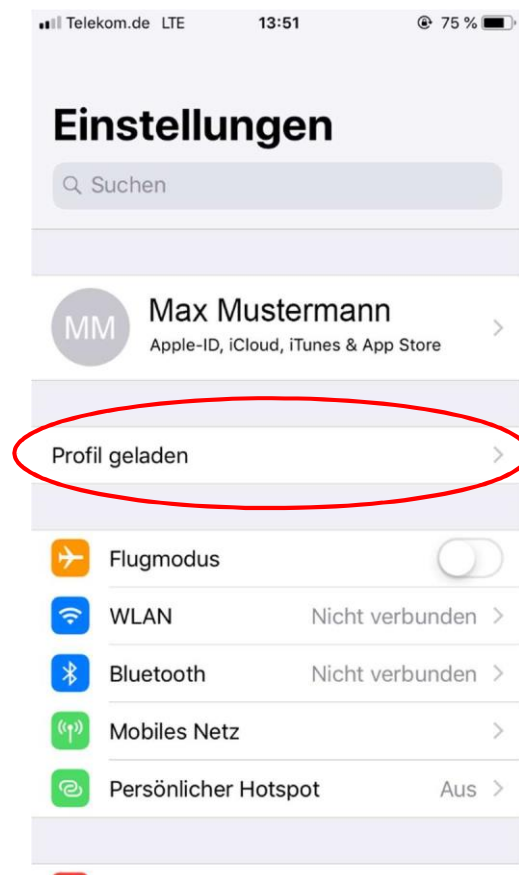 Telekom.de LTE 13:51 75 %
Einstellungen
Suchen
MM
Max Mustermann
Apple-ID, iCloud, iTunes & App Store
Profil geladen
Flugmodus
WLAN Nicht verbunden
Bluetooth Nicht verbunden
Mobiles Netz
Persönlicher Hotspot Aus